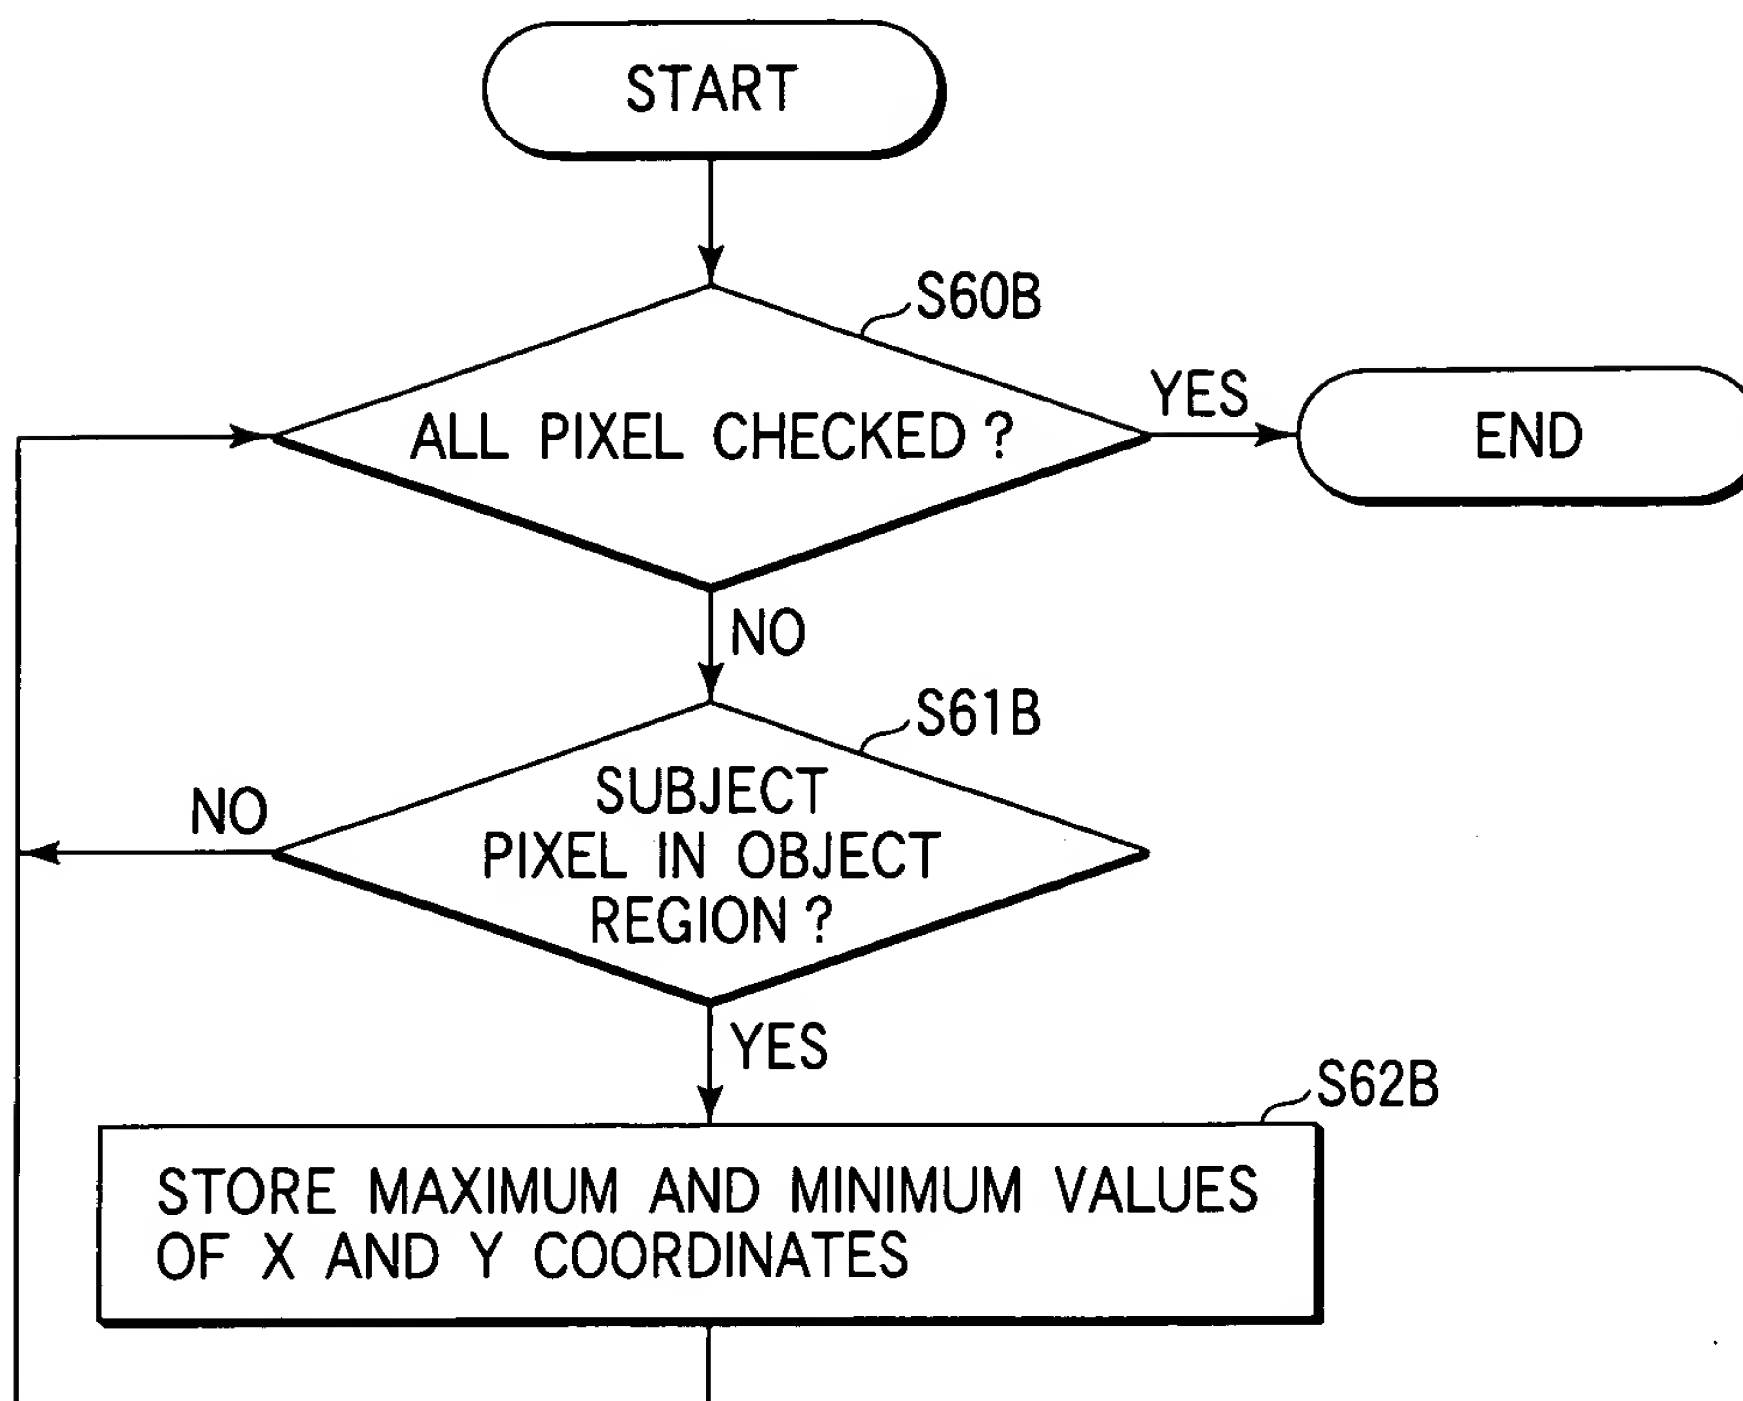 START
S60B
ALL PIXEL CHECKED ?
YES
END
NO
S61B
SUBJECT
PIXEL IN OBJECT
REGION ?
NO
YES
S62B
STORE MAXIMUM AND MINIMUM VALUES
OF X AND Y COORDINATES